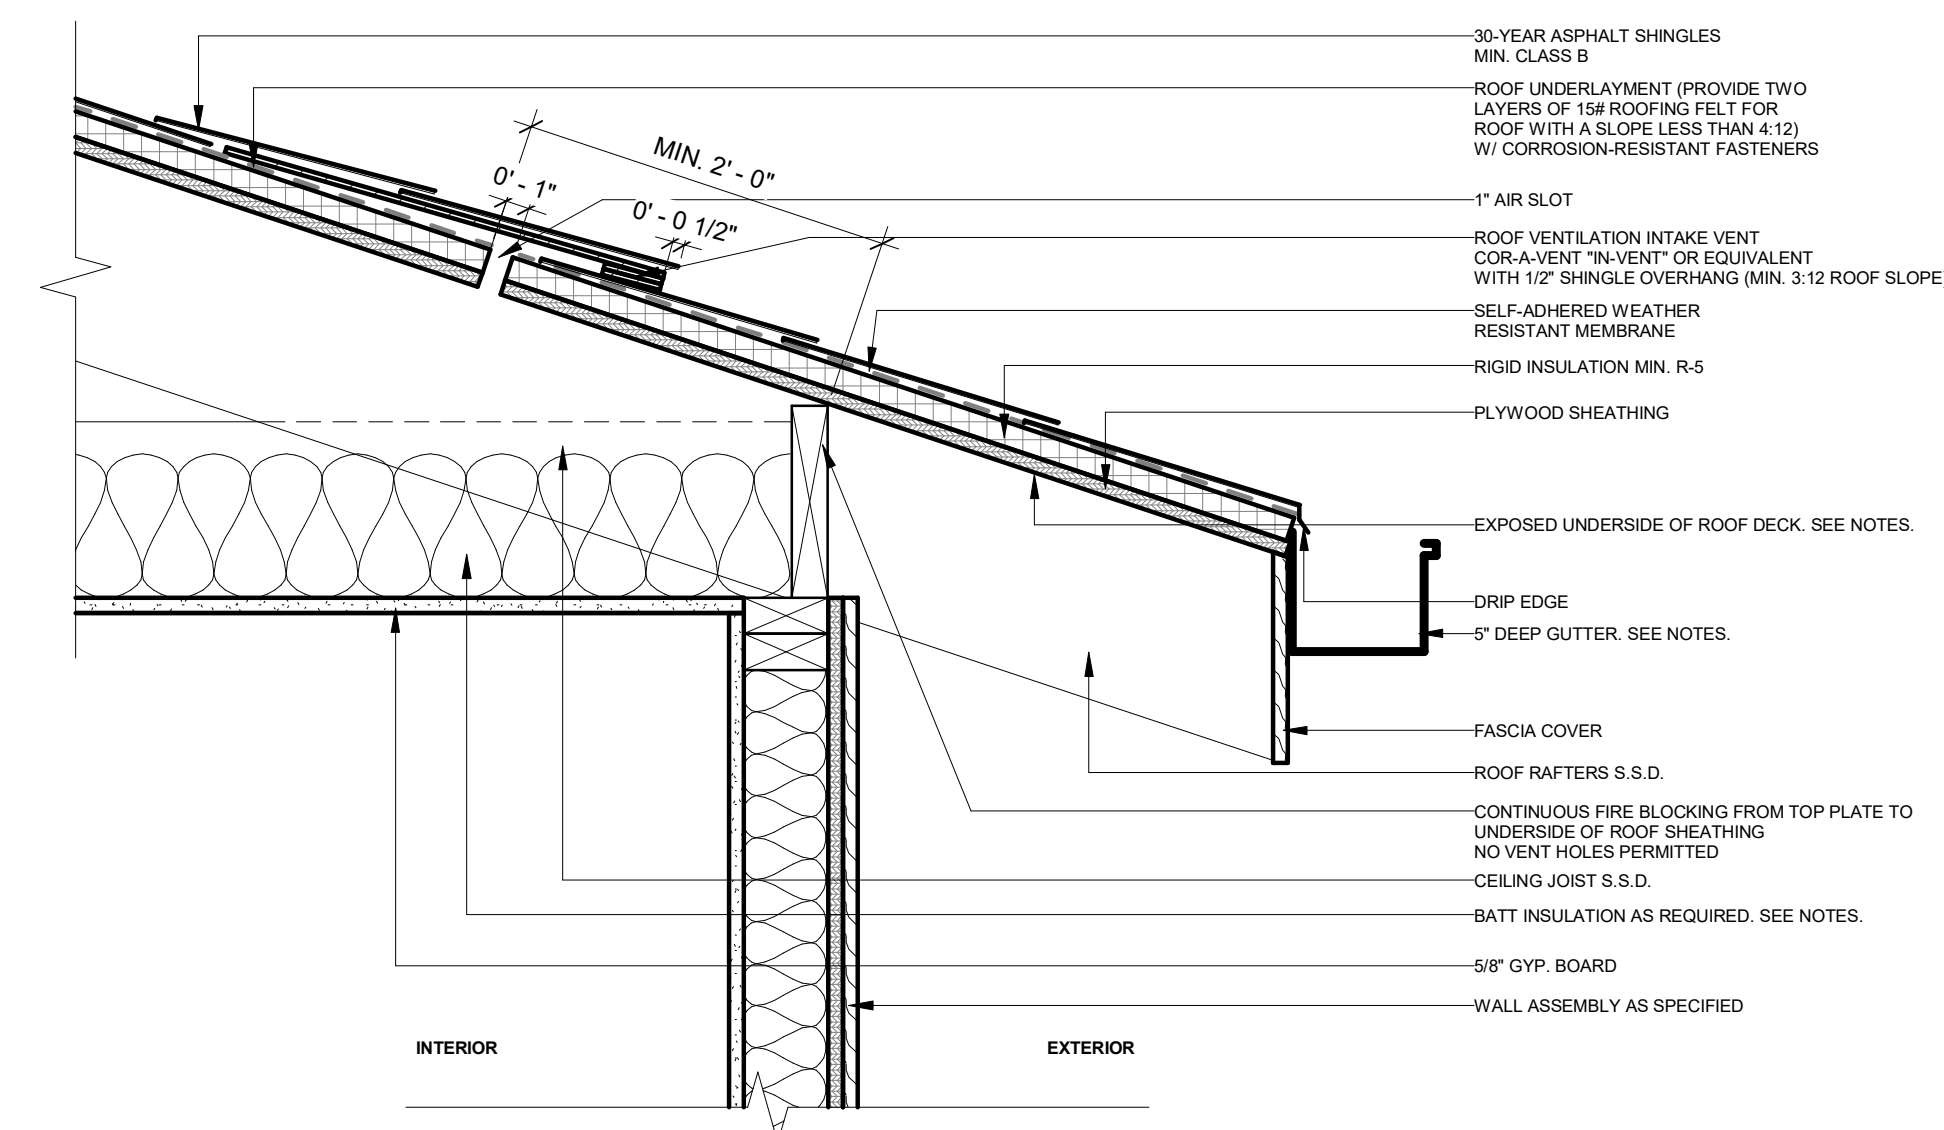 30-YEAR ASPHALT SHINGLES
MIN. CLASS B
ROOF UNDERLAYMENT (PROVIDE TWO
LAYERS OF 15# ROOFING FELT FOR
ROOF WITH A SLOPE LESS THAN 4:12)
W/ CORROSION-RESISTANT FASTENERS
MIN. 2' - 0"
0' - 1"
0' - 0 1/2"
1" AIR SLOT
ROOF VENTILATION INTAKE VENT
COR-A-VENT "IN-VENT" OR EQUIVALENT
WITH 1/2" SHINGLE OVERHANG (MIN. 3:12 ROOF SLOPE)
SELF-ADHERED WEATHER
RESISTANT MEMBRANE
RIGID INSULATION MIN. R-5
PLYWOOD SHEATHING
EXPOSED UNDERSIDE OF ROOF DECK. SEE NOTES.
DRIP EDGE
5" DEEP GUTTER. SEE NOTES.
FASCIA COVER
ROOF RAFTERS S.S.D.
CONTINUOUS FIRE BLOCKING FROM TOP PLATE TO
UNDERSIDE OF ROOF SHEATHING
NO VENT HOLES PERMITTED
CEILING JOIST S.S.D.
BATT INSULATION AS REQUIRED. SEE NOTES.
5/8" GYP. BOARD
WALL ASSEMBLY AS SPECIFIED
INTERIOR
EXTERIOR